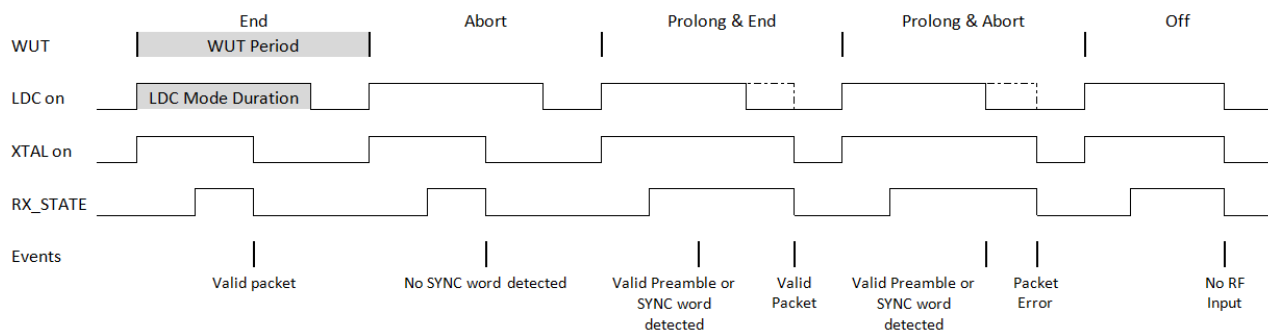 End Abort Prolong & End Prolong & Abort Off
WUT WUT Period
LDC on LDC Mode Duration
XTAL on
RX_STATE
Events
Valid packet No SYNC word detected Valid Preamble or Valid Valid Preamble or Packet No RF
SYNC word Packet SYNC word Error Input
detected detected